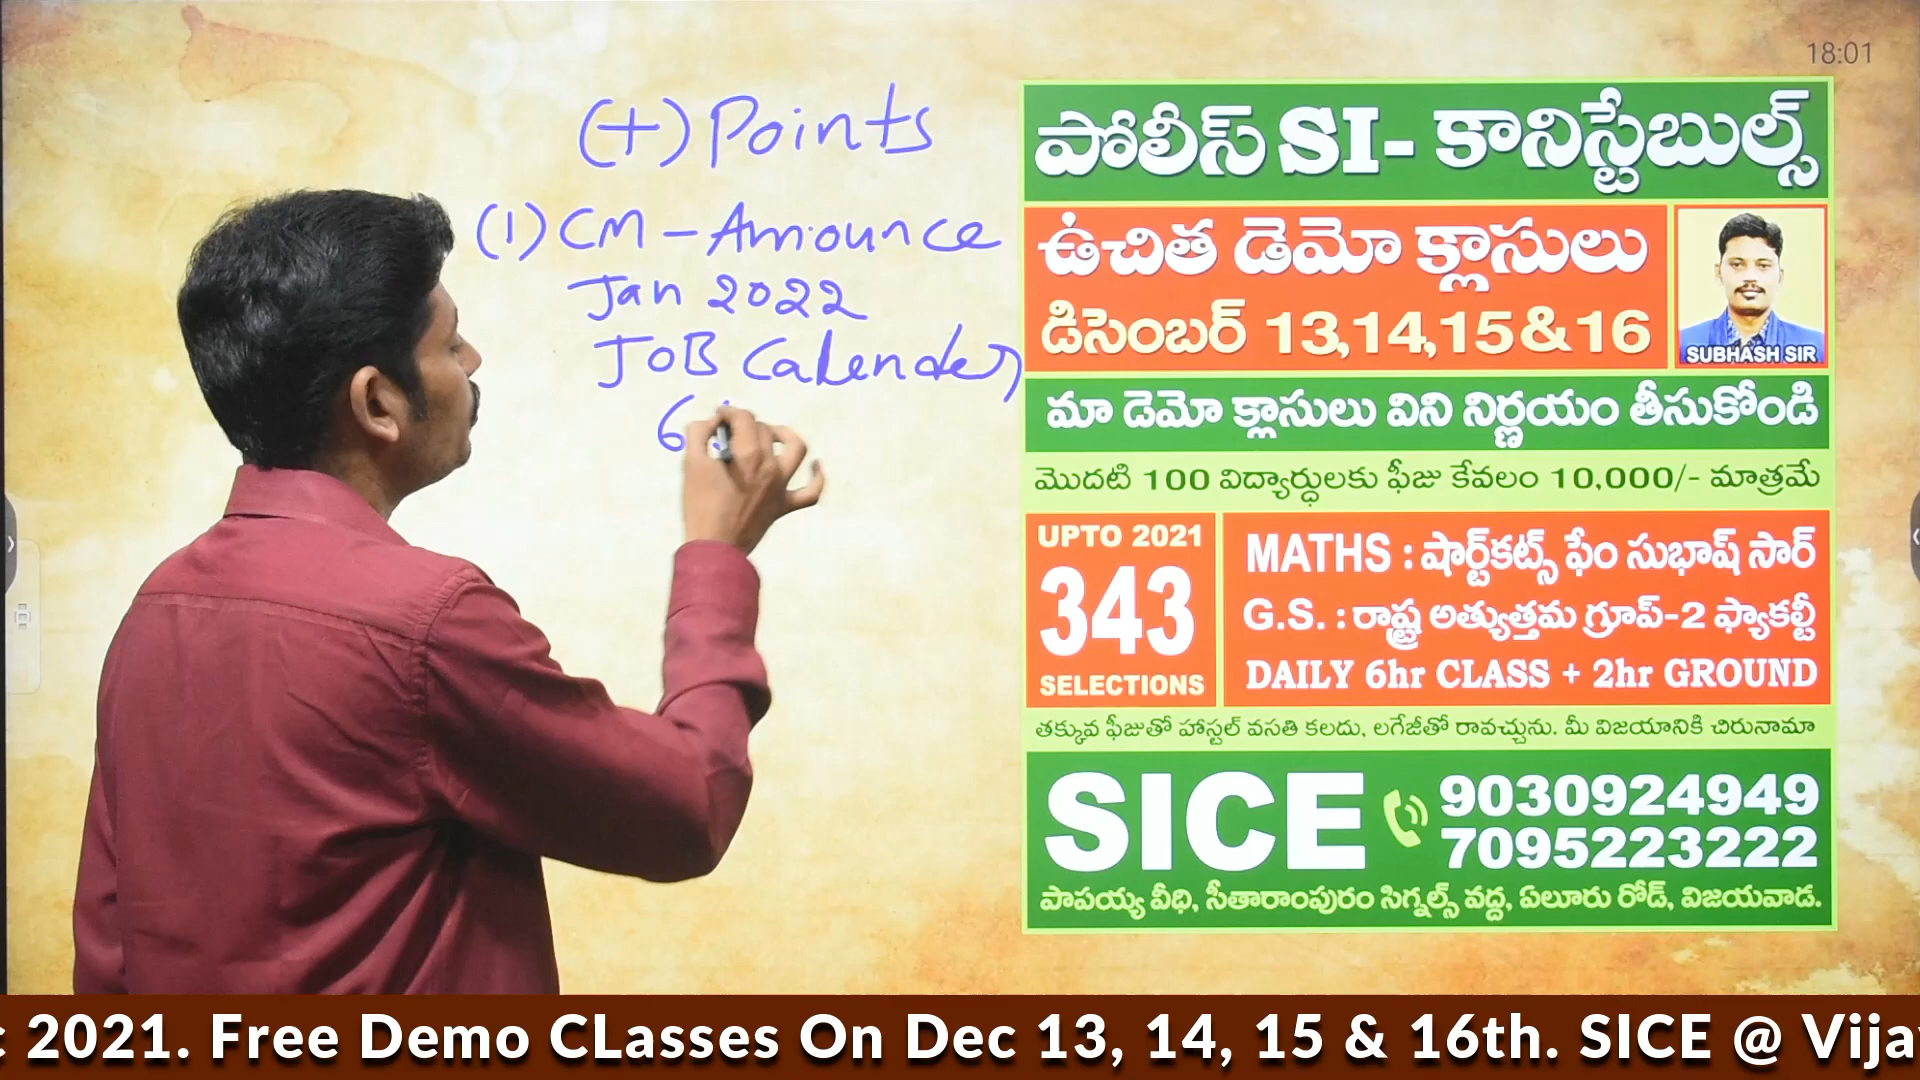 18:01
(+) Points
(1) CM - Announce
Jan 2022
JOB Calender
పోలీస్ SI- కానిస్టేబుల్స్
ఉచిత డెమో క్లాసులు
డిసెంబర్ 13,14,15 & 16
SUBHASH SIR
మా డెమో క్లాసులు విని నిర్ణయం తీసుకోండి
మొదటి 100 విద్యార్ధులకు ఫీజు కేవలం 10,000/- మాత్రమే
UPTO 2021
343
SELECTIONS
MATHS : షార్ట్‌కట్స్ ఫేం సుభాష్ సార్
G.S. : రాష్ట్ర అత్యుత్తమ గ్రూప్-2 ఫ్యాకల్టీ
DAILY 6hr CLASS + 2hr GROUND
తక్కువ ఫీజుతో హాస్టల్ వసతి కలదు, లగేజీతో రావచ్చును. మీ విజయానికి చిరునామా
SICE
9030924949
7095223222
పాపయ్య వీధి, సీతారాంపురం సిగ్నల్స్ వద్ద, ఏలూరు రోడ్, విజయవాడ.
2021. Free Demo CLasses On Dec 13, 14, 15 & 16th. SICE @